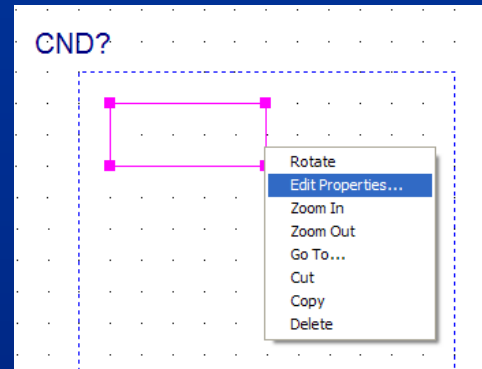 CND?
Rotate
Edit Properties...
Zoom In
Zoom Out
Go To...
Cut
Copy
Delete